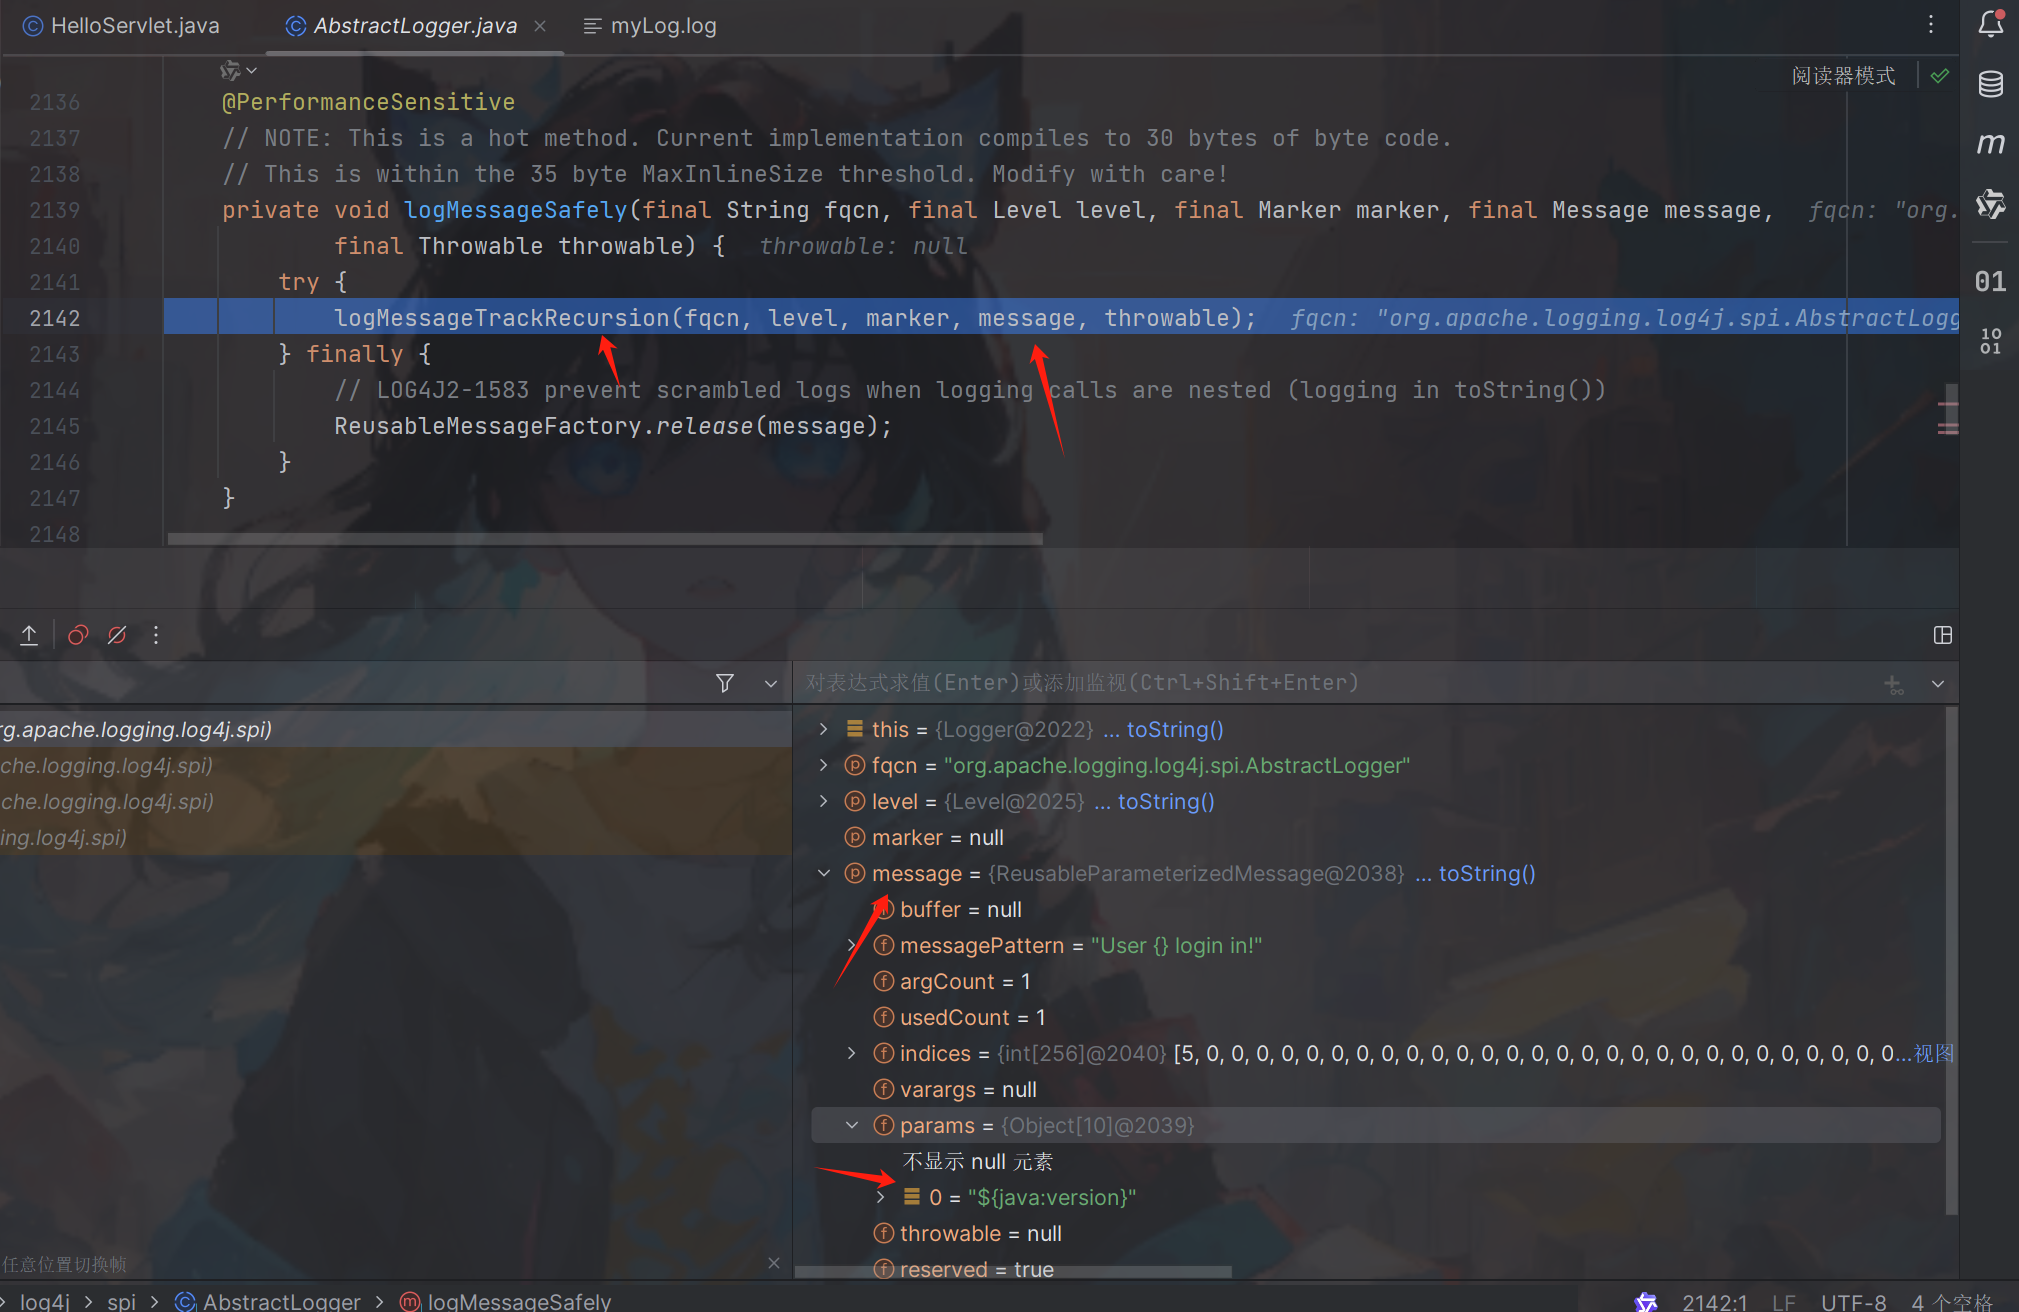 HelloServlet.java
AbstractLogger.java
myLog.log
阅读器模式
2136 @PerformanceSensitive
2137 // NOTE: This is a hot method. Current implementation compiles to 30 bytes of byte code.
2138 // This is within the 35 byte MaxInlineSize threshold. Modify with care!
2139 private void logMessageSafely(final String fqcn, final Level level, final Marker marker, final Message message, fqcn: "org.
2140 final Throwable throwable) { throwable: null
2141 try {
2142 logMessageTrackRecursion(fqcn, level, marker, message, throwable); fqcn: "org.apache.logging.log4j.spi.AbstractLogg
2143 } finally {
2144 // LOG4J2-1583 prevent scrambled logs when logging calls are nested (logging in toString())
2145 ReusableMessageFactory.release(message);
2146 }
2147 }
2148
m
01
10
01
对表达式求值(Enter)或添加监视(Ctrl+Shift+Enter)
rg.apache.logging.log4j.spi)
che.logging.log4j.spi)
che.logging.log4j.spi)
ing.log4j.spi)
this = {Logger@2022} ... toString()
fqcn = "org.apache.logging.log4j.spi.AbstractLogger"
level = {Level@2025} ... toString()
marker = null
message = {ReusableParameterizedMessage@2038} ... toString()
buffer = null
messagePattern = "User {} login in!"
argCount = 1
usedCount = 1
indices = {int[256]@2040} [5, 0, 0, 0, 0, 0, 0, 0, 0, 0, 0, 0, 0, 0, 0, 0, 0, 0, 0, 0, 0, 0, 0, 0, 0, 0, 0, 0, 0...视图
varargs = null
params = {Object[10]@2039}
不显示 null 元素
0 = "${java:version}"
throwable = null
reserved = true
任意位置切换帧
log4j > spi > AbstractLogger > logMessageSafely
2142:1 LF UTF-8 4 个空格